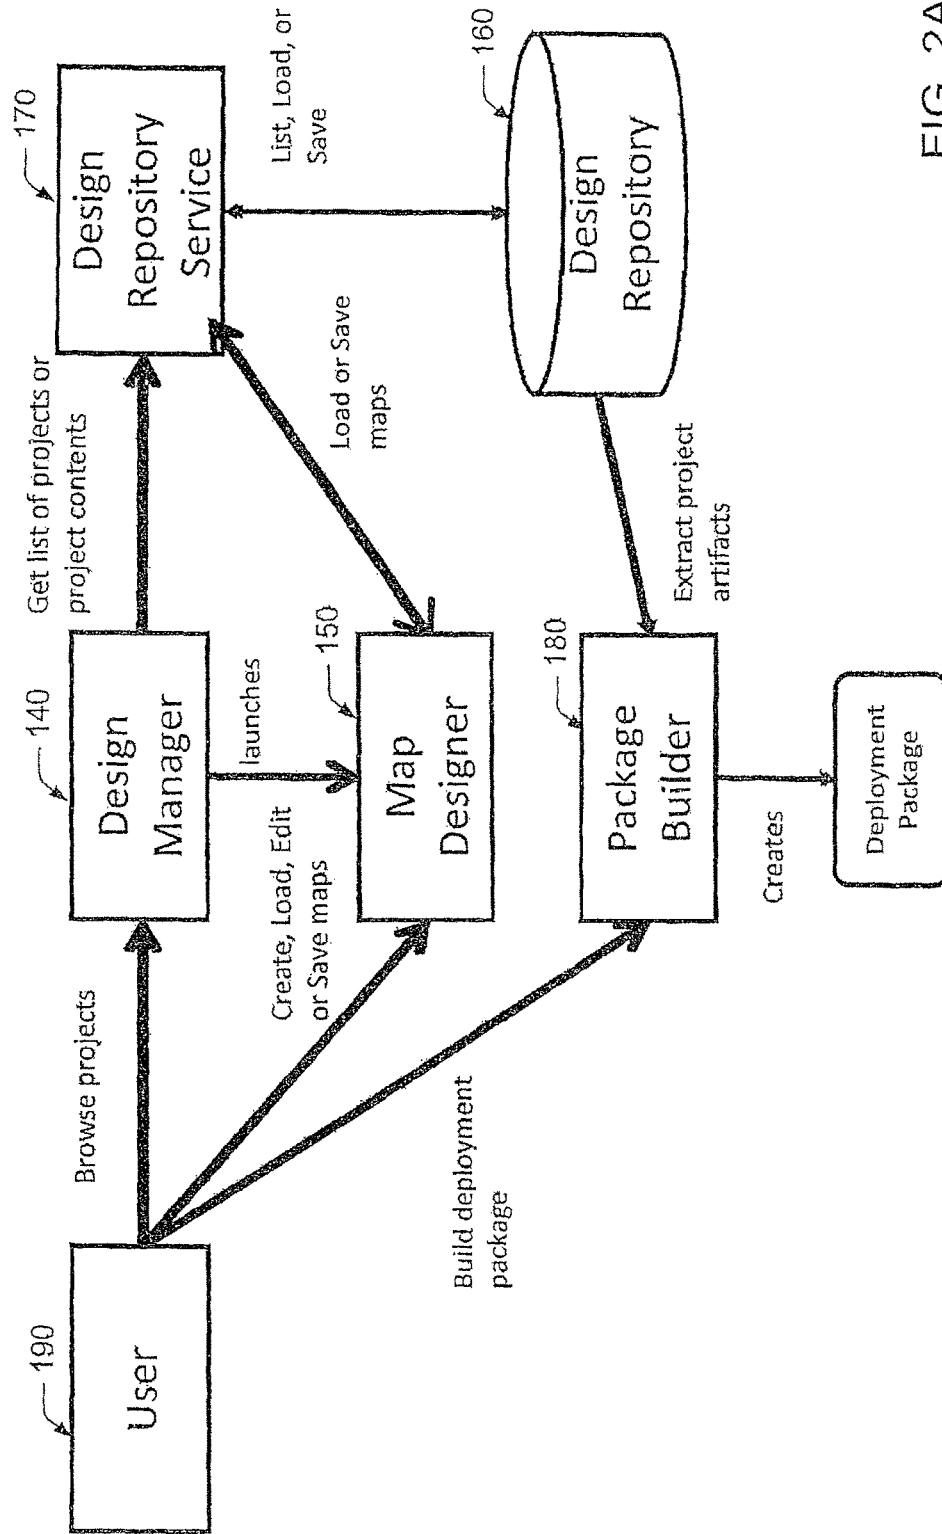 190
User
Browse projects
140
Design
Manager
Get list of projects or
project contents
170
Design
Repository
Service
launches
Create, Load, Edit
or Save maps
150
Map
Designer
Load or Save
maps
List, Load, or
Save
160
Design
Repository
Build deployment
package
180
Package
Builder
Extract project
artifacts
Creates
Deployment
Package
FIG. 2A